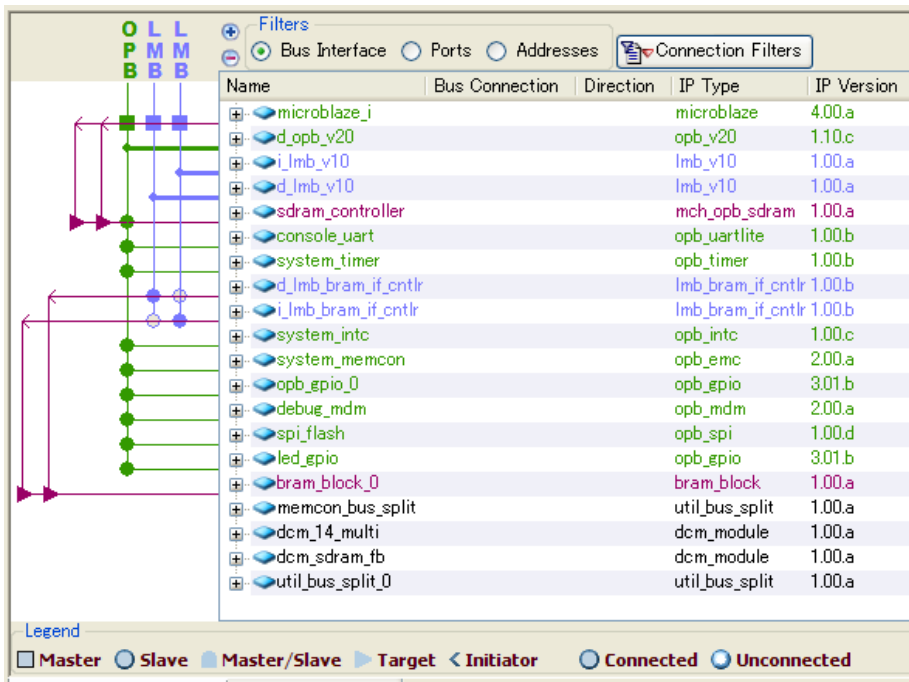 OPB LMB LMB
Filters
Bus Interface Ports Addresses Connection Filters
Name Bus Connection Direction IP Type IP Version
microblaze_i microblaze 4.00.a
d_opb_v20 opb_v20 1.10.c
i_lmb_v10 lmb_v10 1.00.a
d_lmb_v10 lmb_v10 1.00.a
sdram_controller mch_opb_sdram 1.00.a
console_uart opb_uartlite 1.00.b
system_timer opb_timer 1.00.b
d_lmb_bram_if_cntlr lmb_bram_if_cntlr 1.00.b
i_lmb_bram_if_cntlr lmb_bram_if_cntlr 1.00.b
system_intc opb_intc 1.00.c
system_memcon opb_emc 2.00.a
opb_gpio_0 opb_gpio 3.01.b
debug_mdm opb_mdm 2.00.a
spi_flash opb_spi 1.00.d
led_gpio opb_gpio 3.01.b
bram_block_0 bram_block 1.00.a
memcon_bus_split util_bus_split 1.00.a
dcm_14_multi dcm_module 1.00.a
dcm_sdram_fb dcm_module 1.00.a
util_bus_split_0 util_bus_split 1.00.a
Legend
Master Slave Master/Slave Target Initiator Connected Unconnected